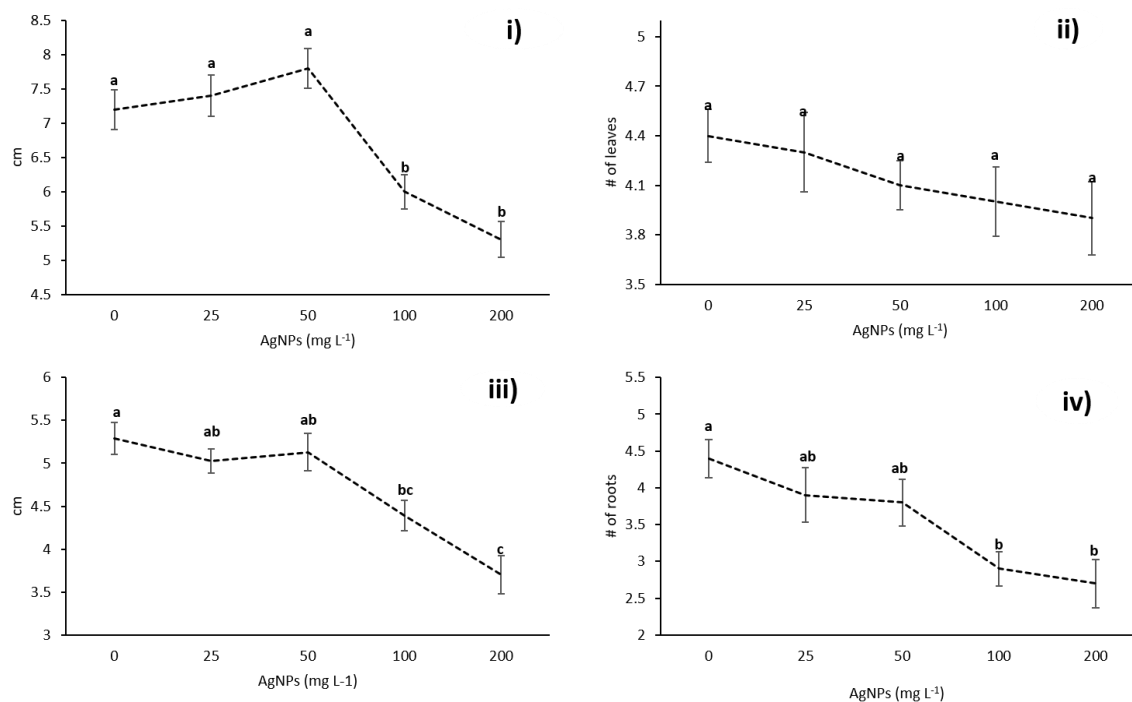 i)
8.5
8
7.5
7
6.5
6
5.5
5
4.5
cm
a
a
a
b
b
0 25 50 100 200
AgNPs (mg L⁻¹)
ii)
5
4.7
4.4
4.1
3.8
3.5
# of leaves
a
a
a
a
a
0 25 50 100 200
AgNPs (mg L⁻¹)
iii)
6
5.5
5
4.5
4
3.5
3
cm
a
ab
ab
bc
c
0 25 50 100 200
AgNPs (mg L-1)
iv)
5.5
5
4.5
4
3.5
3
2.5
2
# of roots
a
ab
ab
b
b
0 25 50 100 200
AgNPs (mg L⁻¹)